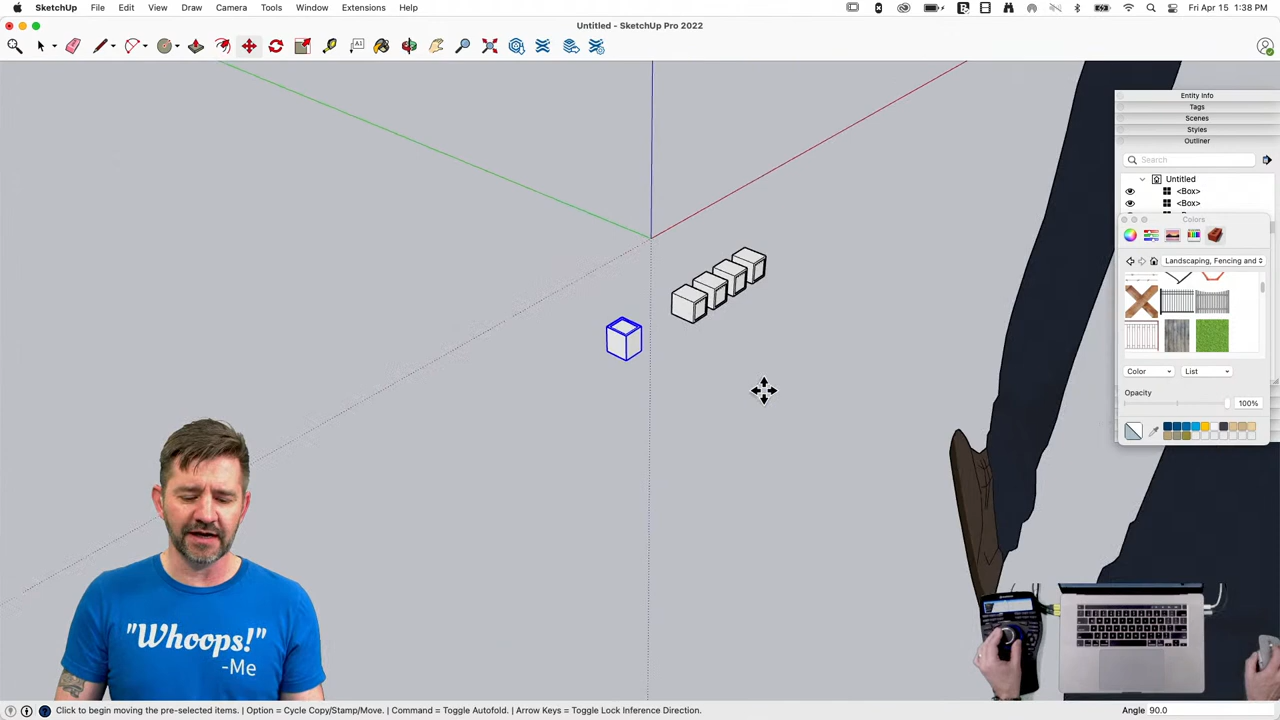 SketchUp File Edit View Draw Camera Tools Window Extensions Help Fri Apr 15 1:38 PM
Untitled - SketchUp Pro 2022
Entity Info
Tags
Scenes
Styles
Outliner
Search
Untitled
<Box>
<Box>
Colors
Landscaping, Fencing and
Color List
Opacity
100%
"Whoops!"
-Me
Click to begin moving the pre-selected items. | Option = Cycle Copy/Stamp/Move. | Command = Toggle Autofold. | Arrow Keys = Toggle Lock Inference Direction. Angle 90.0